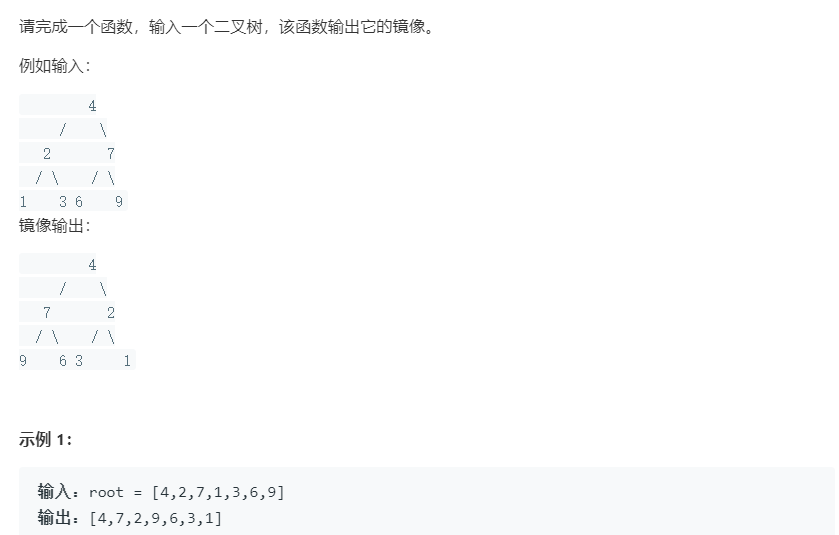 请完成一个函数，输入一个二叉树，该函数输出它的镜像。
例如输入：
4
/ \
2 7
/ \ / \
1 3 6 9
镜像输出：
4
/ \
7 2
/ \ / \
9 6 3 1
示例 1：
输入：root = [4,2,7,1,3,6,9]
输出：[4,7,2,9,6,3,1]